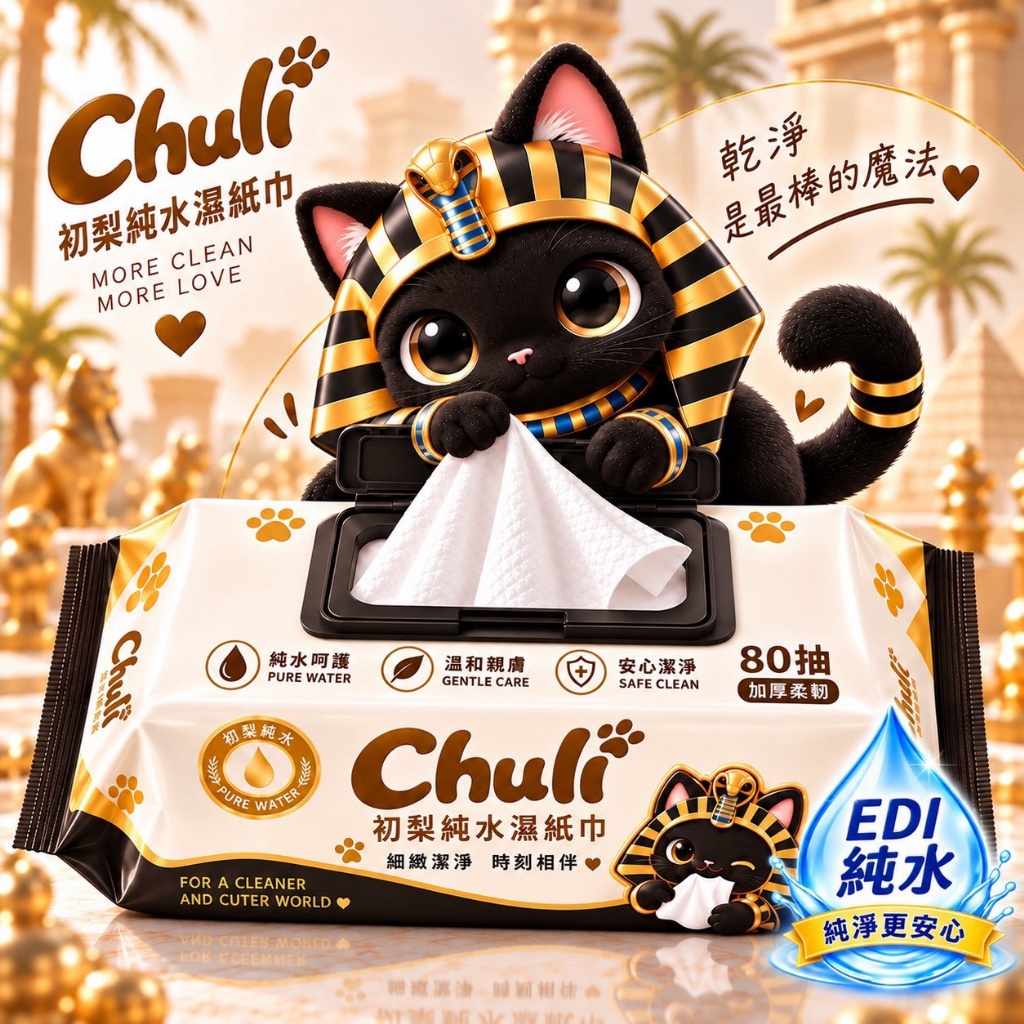 Chuli
初梨純水濕紙巾
MORE CLEAN
MORE LOVE
乾淨
是最棒的魔法
純水呵護
PURE WATER
溫和親膚
GENTLE CARE
安心潔淨
SAFE CLEAN
80抽
加厚柔韌
Chuli
初梨純水
PURE WATER
Chuli
初梨純水濕紙巾
細緻潔淨 時刻相伴
FOR A CLEANER
AND CUTER WORLD
EDI
純水
純淨更安心